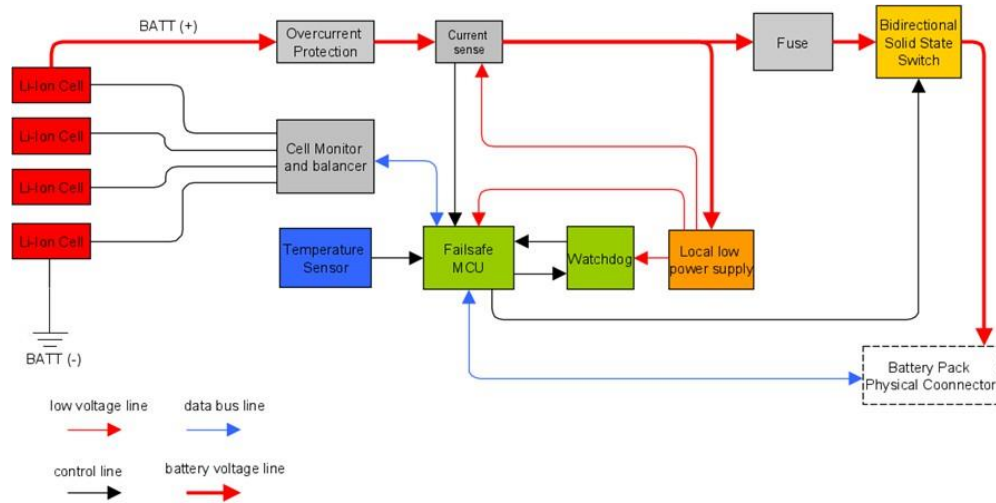 BATT (+)
Overcurrent
Protection
Current
sense
Fuse
Bidirectional
Solid State
Switch
Li-Ion Cell
Li-Ion Cell
Li-Ion Cell
Li-Ion Cell
Cell Monitor
and balancer
Temperature
Sensor
Failsafe
MCU
Watchdog
Local low
power supply
BATT (-)
Battery Pack
Physical Coonnector
low voltage line
data bus line
control line
battery voltage line